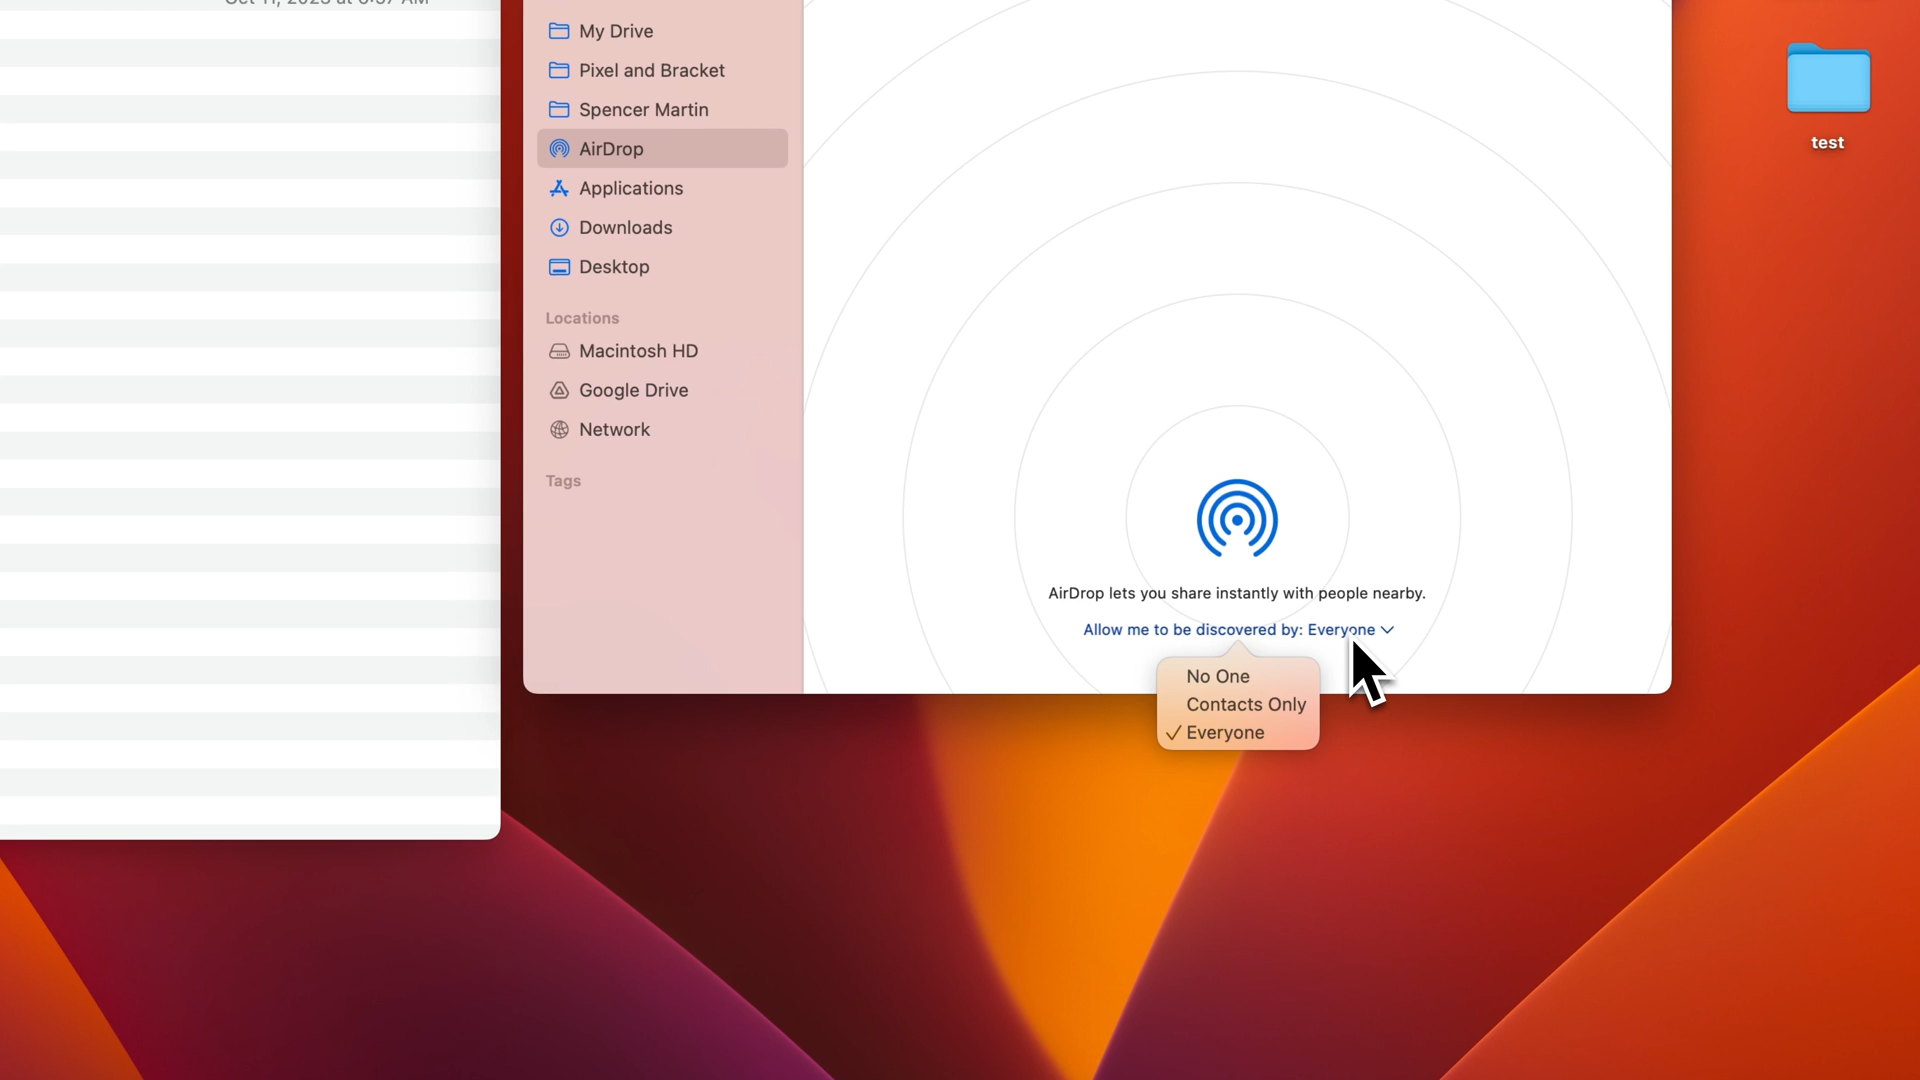 My Drive
Pixel and Bracket
Spencer Martin
AirDrop
Applications
Downloads
Desktop
Locations
Macintosh HD
Google Drive
Network
Tags
AirDrop lets you share instantly with people nearby.
Allow me to be discovered by: Everyone
No One
Contacts Only
Everyone
test